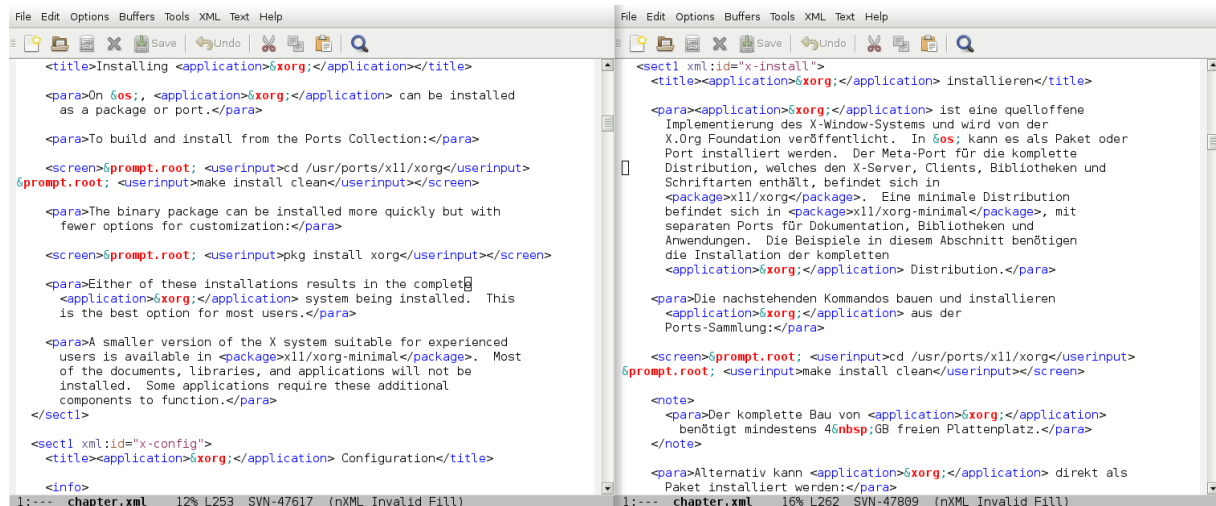 File Edit Options Buffers Tools XML Text Help
Save Undo
<title>Installing <application>&xorg;</application></title>
<para>On &os;, <application>&xorg;</application> can be installed
as a package or port.</para>
<para>To build and install from the Ports Collection:</para>
<screen>&prompt.root; <userinput>cd /usr/ports/x11/xorg</userinput>
&prompt.root; <userinput>make install clean</userinput></screen>
<para>The binary package can be installed more quickly but with
fewer options for customization:</para>
<screen>&prompt.root; <userinput>pkg install xorg</userinput></screen>
<para>Either of these installations results in the complete
<application>&xorg;</application> system being installed.  This
is the best option for most users.</para>
<para>A smaller version of the X system suitable for experienced
users is available in <package>x11/xorg-minimal</package>.  Most
of the documents, libraries, and applications will not be
installed.  Some applications require these additional
components to function.</para>
</sect1>
<sect1 xml:id="x-config">
<title><application>&xorg;</application> Configuration</title>
<info>
1:--- chapter.xml 12% L253 SVN-47617 (nXML Invalid Fill)
File Edit Options Buffers Tools XML Text Help
Save Undo
<sect1 xml:id="x-install">
<title><application>&xorg;</application> installieren</title>
<para><application>&xorg;</application> ist eine quelloffene
Implementierung des X-Window-Systems und wird von der
X.Org Foundation veröffentlicht.  In &os; kann es als Paket oder
Port installiert werden.  Der Meta-Port für die komplette
Distribution, welches den X-Server, Clients, Bibliotheken und
Schriftarten enthält, befindet sich in
<package>x11/xorg</package>.  Eine minimale Distribution
befindet sich in <package>x11/xorg-minimal</package>, mit
separaten Ports für Dokumentation, Bibliotheken und
Anwendungen.  Die Beispiele in diesem Abschnitt benötigen
die Installation der kompletten
<application>&xorg;</application> Distribution.</para>
<para>Die nachstehenden Kommandos bauen und installieren
<application>&xorg;</application> aus der
Ports-Sammlung:</para>
<screen>&prompt.root; <userinput>cd /usr/ports/x11/xorg</userinput>
&prompt.root; <userinput>make install clean</userinput></screen>
<note>
<para>Der komplette Bau von <application>&xorg;</application>
benötigt mindestens 4&nbsp;GB freien Plattenplatz.</para>
</note>
<para>Alternativ kann <application>&xorg;</application> direkt als
Paket installiert werden:</para>
1:--- chapter.xml 16% L262 SVN-47809 (nXML Invalid Fill)